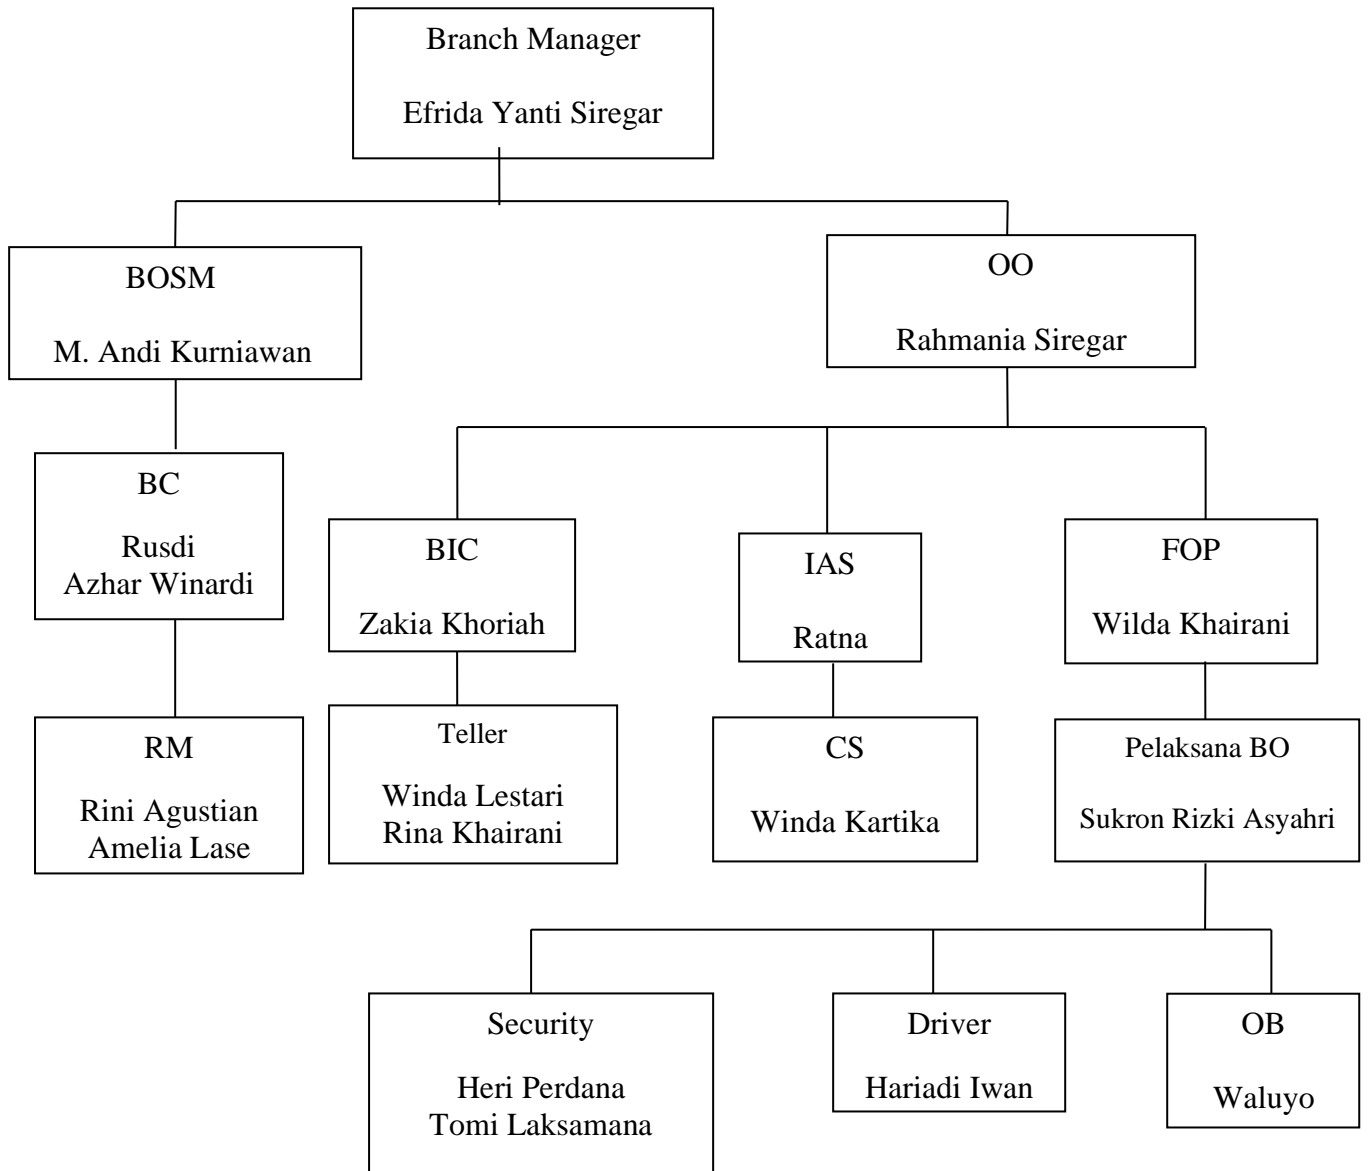 Branch Manager
Efrida Yanti Siregar
BOSM
M. Andi Kurniawan
OO
Rahmania Siregar
BC
Rusdi
Azhar Winardi
BIC
Zakia Khoriah
IAS
Ratna
FOP
Wilda Khairani
RM
Rini Agustian
Amelia Lase
Teller
Winda Lestari
Rina Khairani
CS
Winda Kartika
Pelaksana BO
Sukron Rizki Asyahri
Security
Heri Perdana
Tomi Laksamana
Driver
Hariadi Iwan
OB
Waluyo